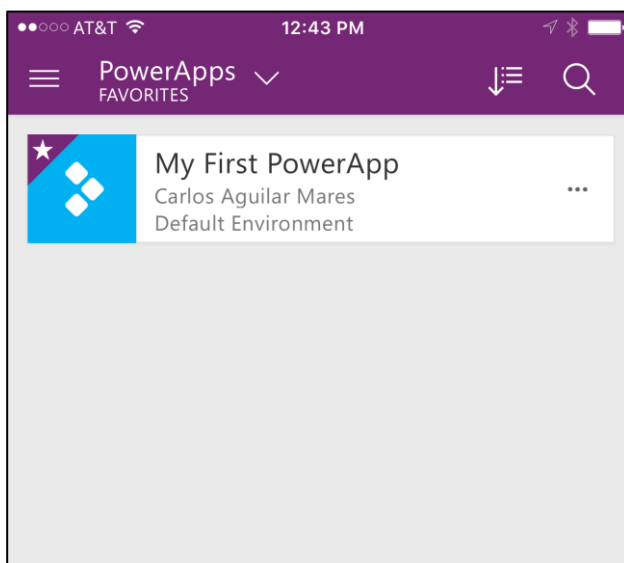 AT&T 12:43 PM
PowerApps
FAVORITES
My First PowerApp
Carlos Aguilar Mares
Default Environment